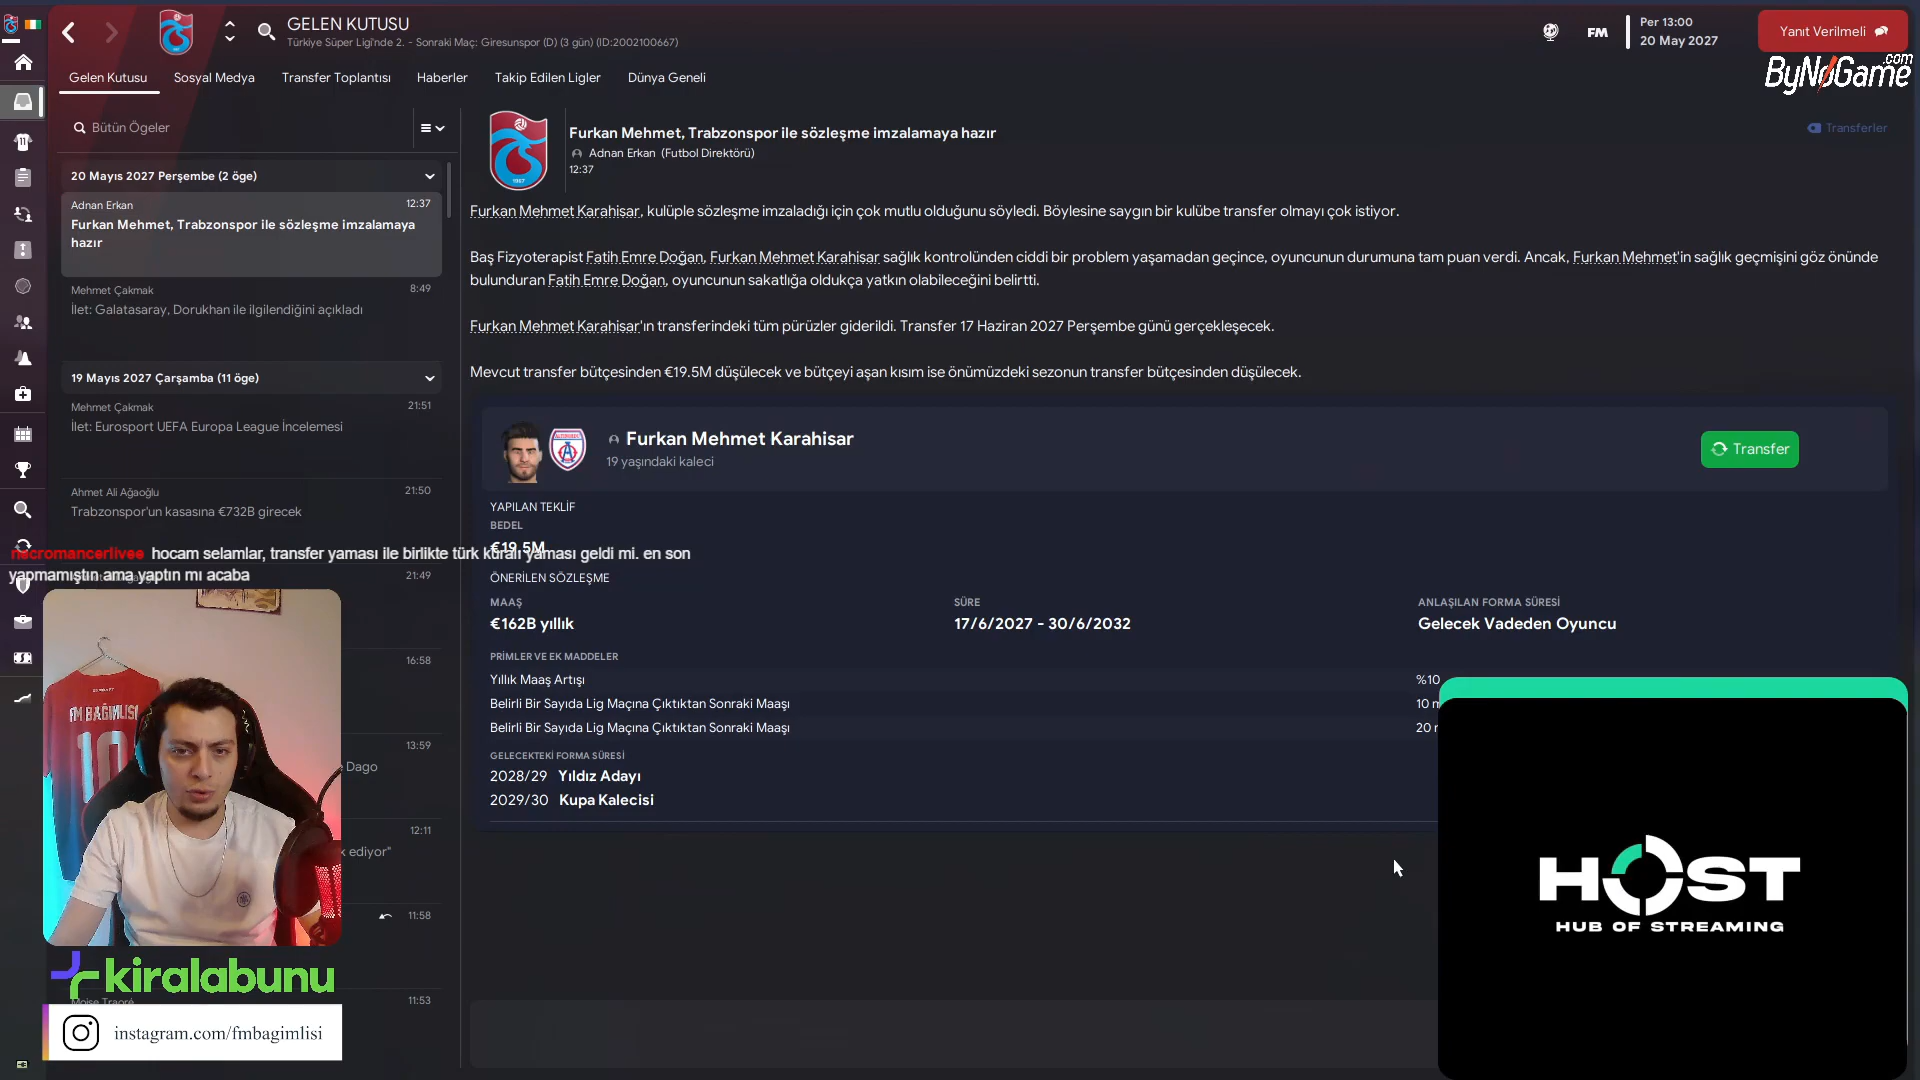 GELEN KUTUSU
Türkiye Süper Ligi'nde 2. - Sonraki Maç: Giresunspor (D) (3 gün) (ID:2002100667)
FM
Per 13:00
20 May 2027
Yanıt Verilmeli
ByNoGame.com
Gelen Kutusu
Sosyal Medya
Transfer Toplantısı
Haberler
Takip Edilen Ligler
Dünya Geneli
Bütün Ögeler
20 Mayıs 2027 Perşembe (2 öge)
Adnan Erkan
12:37
Furkan Mehmet, Trabzonspor ile sözleşme imzalamaya
hazır
Mehmet Çakmak
8:49
İlet: Galatasaray, Dorukhan ile ilgilendiğini açıkladı
19 Mayıs 2027 Çarşamba (11 öge)
Mehmet Çakmak
21:51
İlet: Eurosport UEFA Europa League İncelemesi
Ahmet Ali Ağaoğlu
21:50
Trabzonspor'un kasasına €732B girecek
necromancerlivee hocam selamlar, transfer yaması ile birlikte türk kuralı yaması geldi mi. en son
yapmamıştın ama yaptın mı acaba
21:49
16:58
13:59
Dago
12:11
k ediyor"
11:58
Moise Traoré
11:53
FM BAĞIMLISI
10
kiralabunu
instagram.com/fmbagimlisi
Furkan Mehmet, Trabzonspor ile sözleşme imzalamaya hazır
Adnan Erkan (Futbol Direktörü)
12:37
Transferler
Furkan Mehmet Karahisar, kulüple sözleşme imzaladığı için çok mutlu olduğunu söyledi. Böylesine saygın bir kulübe transfer olmayı çok istiyor.
Baş Fizyoterapist Fatih Emre Doğan, Furkan Mehmet Karahisar sağlık kontrolünden ciddi bir problem yaşamadan geçince, oyuncunun durumuna tam puan verdi. Ancak, Furkan Mehmet'in sağlık geçmişini göz önünde
bulunduran Fatih Emre Doğan, oyuncunun sakatlığa oldukça yatkın olabileceğini belirtti.
Furkan Mehmet Karahisar'ın transferindeki tüm pürüzler giderildi. Transfer 17 Haziran 2027 Perşembe günü gerçekleşecek.
Mevcut transfer bütçesinden €19.5M düşülecek ve bütçeyi aşan kısım ise önümüzdeki sezonun transfer bütçesinden düşülecek.
Furkan Mehmet Karahisar
19 yaşındaki kaleci
Transfer
YAPILAN TEKLİF
BEDEL
€19.5M
ÖNERİLEN SÖZLEŞME
MAAŞ
€162B yıllık
SÜRE
17/6/2027 - 30/6/2032
ANLAŞILAN FORMA SÜRESİ
Gelecek Vadeden Oyuncu
PRİMLER VE EK MADDELER
Yıllık Maaş Artışı
%10
Belirli Bir Sayıda Lig Maçına Çıktıktan Sonraki Maaşı
10
Belirli Bir Sayıda Lig Maçına Çıktıktan Sonraki Maaşı
20
GELECEKTEKİ FORMA SÜRESİ
2028/29 Yıldız Adayı
2029/30 Kupa Kalecisi
HOST
HUB OF STREAMING